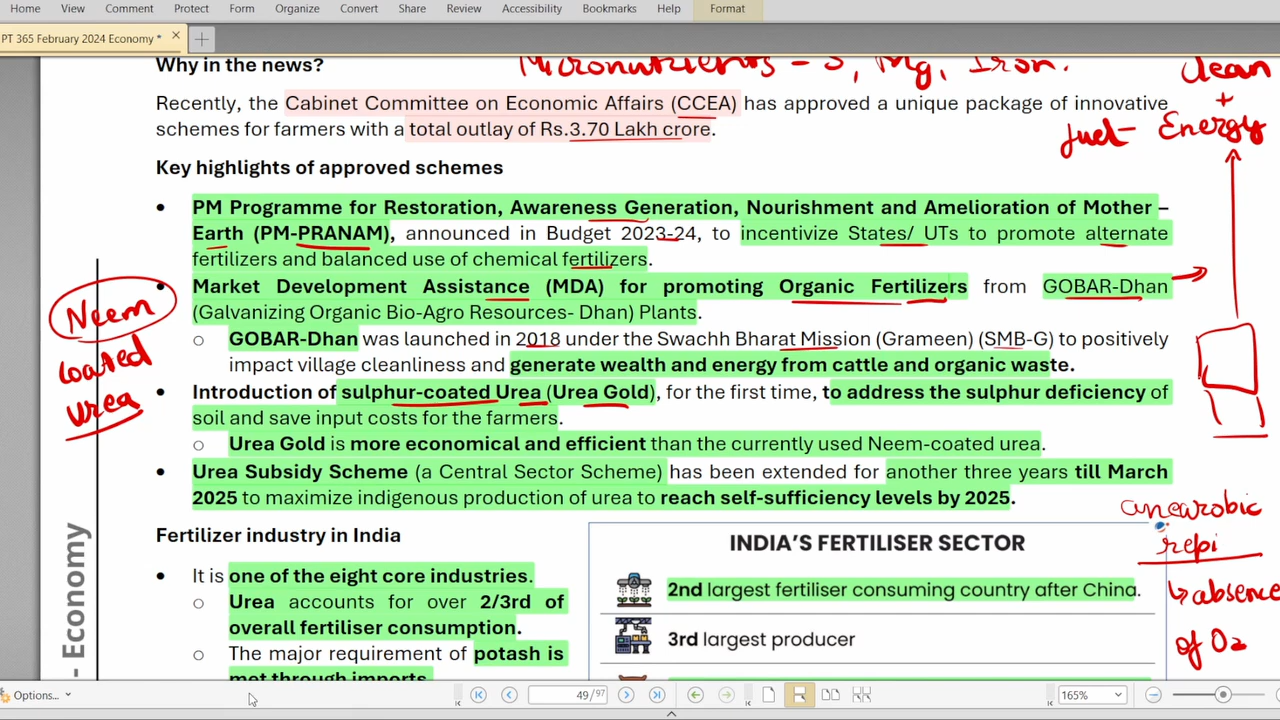 Home View Comment Protect Form Organize Convert Share Review Accessibility Bookmarks Help Format
PT 365 February 2024 Economy *
Why in the news?
Micronutrients - S, Mg, Iron.
Clean
+
fuel- Energy
Recently, the Cabinet Committee on Economic Affairs (CCEA) has approved a unique package of innovative
schemes for farmers with a total outlay of Rs.3.70 Lakh crore.
Key highlights of approved schemes
• PM Programme for Restoration, Awareness Generation, Nourishment and Amelioration of Mother –
Earth (PM-PRANAM), announced in Budget 2023-24, to incentivize States/ UTs to promote alternate
fertilizers and balanced use of chemical fertilizers.
• Market Development Assistance (MDA) for promoting Organic Fertilizers from GOBAR-Dhan
(Galvanizing Organic Bio-Agro Resources- Dhan) Plants.
○ GOBAR-Dhan was launched in 2018 under the Swachh Bharat Mission (Grameen) (SMB-G) to positively
impact village cleanliness and generate wealth and energy from cattle and organic waste.
• Introduction of sulphur-coated Urea (Urea Gold), for the first time, to address the sulphur deficiency of
soil and save input costs for the farmers.
○ Urea Gold is more economical and efficient than the currently used Neem-coated urea.
• Urea Subsidy Scheme (a Central Sector Scheme) has been extended for another three years till March
2025 to maximize indigenous production of urea to reach self-sufficiency levels by 2025.
Neem
coated
urea
anearobic
repi
↳ absence
of O2
Fertilizer industry in India
• It is one of the eight core industries.
○ Urea accounts for over 2/3rd of
overall fertiliser consumption.
○ The major requirement of potash is
met through imports.
INDIA'S FERTILISER SECTOR
2nd largest fertiliser consuming country after China.
3rd largest producer
- Economy
Options... 49 / 97 165%